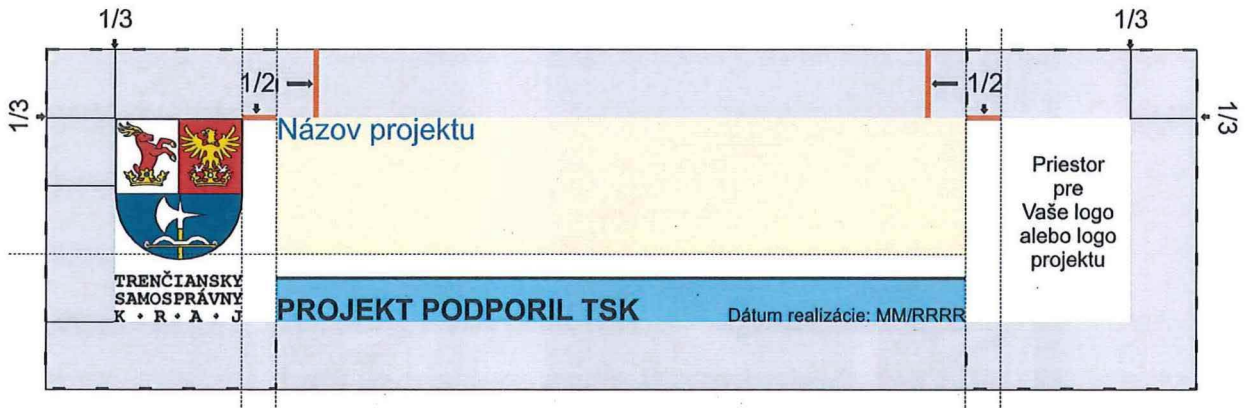 1/3
1/3
1/2
1/2
1/3
1/3
Názov projektu
Priestor
pre
Vaše logo
alebo logo
projektu
TRENČIANSKY
SAMOSPRÁVNY
K · R · A · J
PROJEKT PODPORIL TSK
Dátum realizácie: MM/RRRR